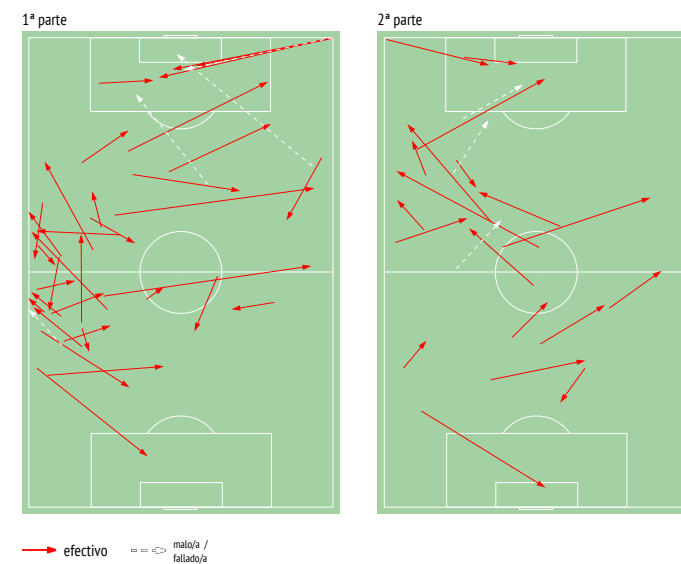 1ª parte
2ª parte
efectivo
malo/a /
fallado/a